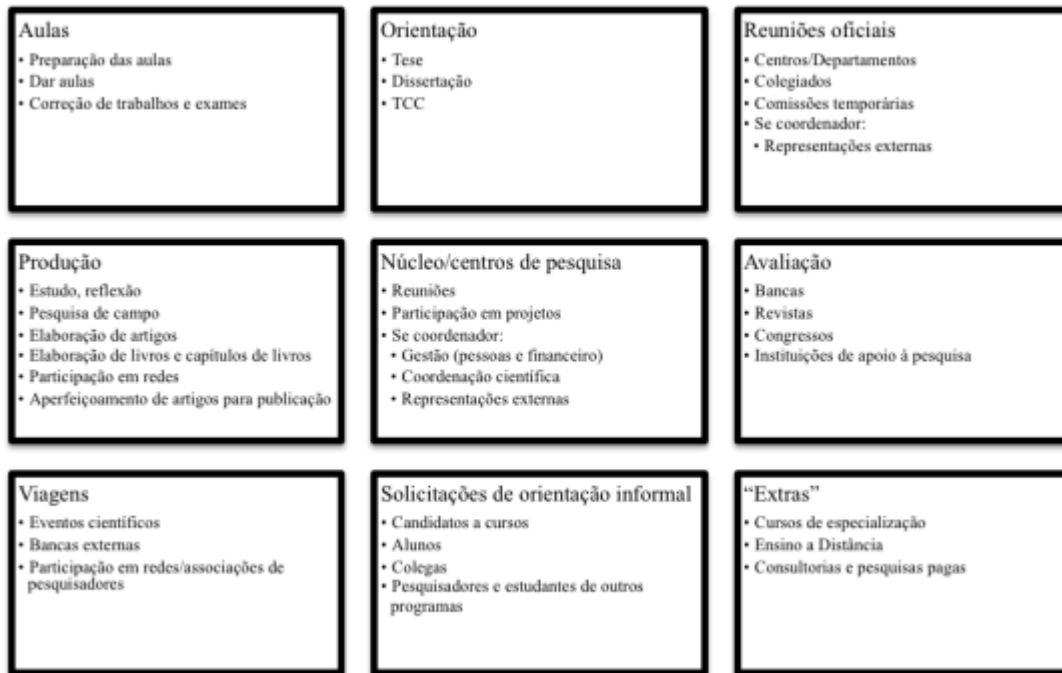 Aulas
• Preparação das aulas
• Dar aulas
• Correção de trabalhos e exames
Orientação
• Tese
• Dissertação
• TCC
Reuniões oficiais
• Centros/Departamentos
• Colegiados
• Comissões temporárias
• Se coordenador:
• Representações externas
Produção
• Estudo, reflexão
• Pesquisa de campo
• Elaboração de artigos
• Elaboração de livros e capítulos de livros
• Participação em redes
• Aperfeiçoamento de artigos para publicação
Núcleo/centros de pesquisa
• Reuniões
• Participação em projetos
• Se coordenador:
• Gestão (pessoas e financeiro)
• Coordenação científica
• Representações externas
Avaliação
• Bancas
• Revistas
• Congressos
• Instituições de apoio à pesquisa
Viagens
• Eventos científicos
• Bancas externas
• Participação em redes/associações de
pesquisadores
Solicitações de orientação informal
• Candidatos a cursos
• Alunos
• Colegas
• Pesquisadores e estudantes de outros
programas
“Extras”
• Cursos de especialização
• Ensino a Distância
• Consultorias e pesquisas pagas